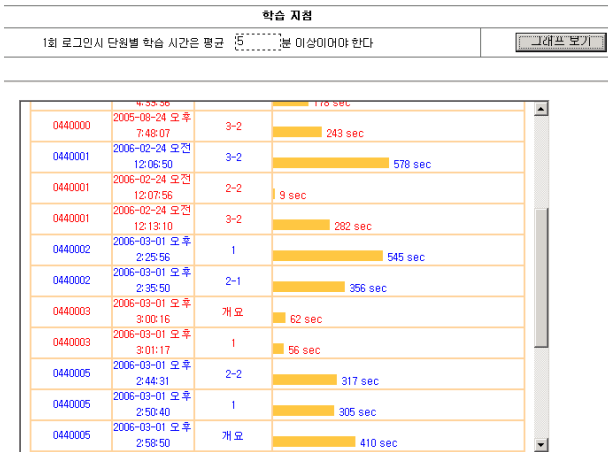 학습 지침
1회 로그인시 단원별 학습 시간은 평균 5 분 이상이어야 한다 그래프 보기
178 sec
0440000 2005-08-24 오후 7:48:07 3-2 243 sec
0440001 2006-02-24 오전 12:06:50 3-2 578 sec
0440001 2006-02-24 오전 12:07:56 2-2 9 sec
0440001 2006-02-24 오전 12:13:10 3-2 282 sec
0440002 2006-03-01 오후 2:25:56 1 545 sec
0440002 2006-03-01 오후 2:35:50 2-1 356 sec
0440003 2006-03-01 오후 3:00:16 개요 62 sec
0440003 2006-03-01 오후 3:01:17 1 56 sec
0440005 2006-03-01 오후 2:44:31 2-2 317 sec
0440005 2006-03-01 오후 2:50:40 1 305 sec
0440005 2006-03-01 오후 2:58:50 개요 410 sec